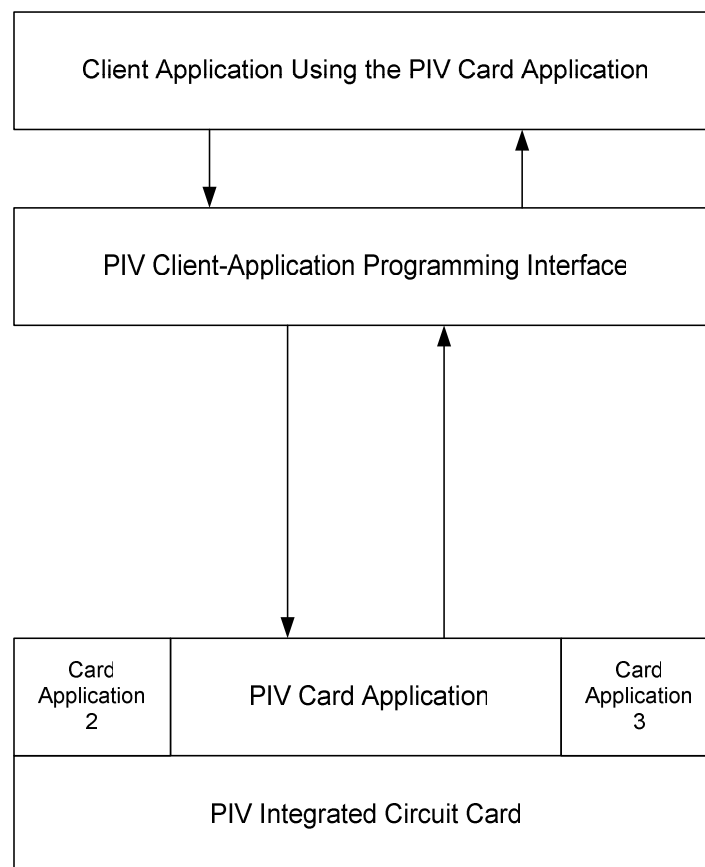 Client Application Using the PIV Card Application
PIV Client-Application Programming Interface
Card
Application
2
PIV Card Application
Card
Application
3
PIV Integrated Circuit Card